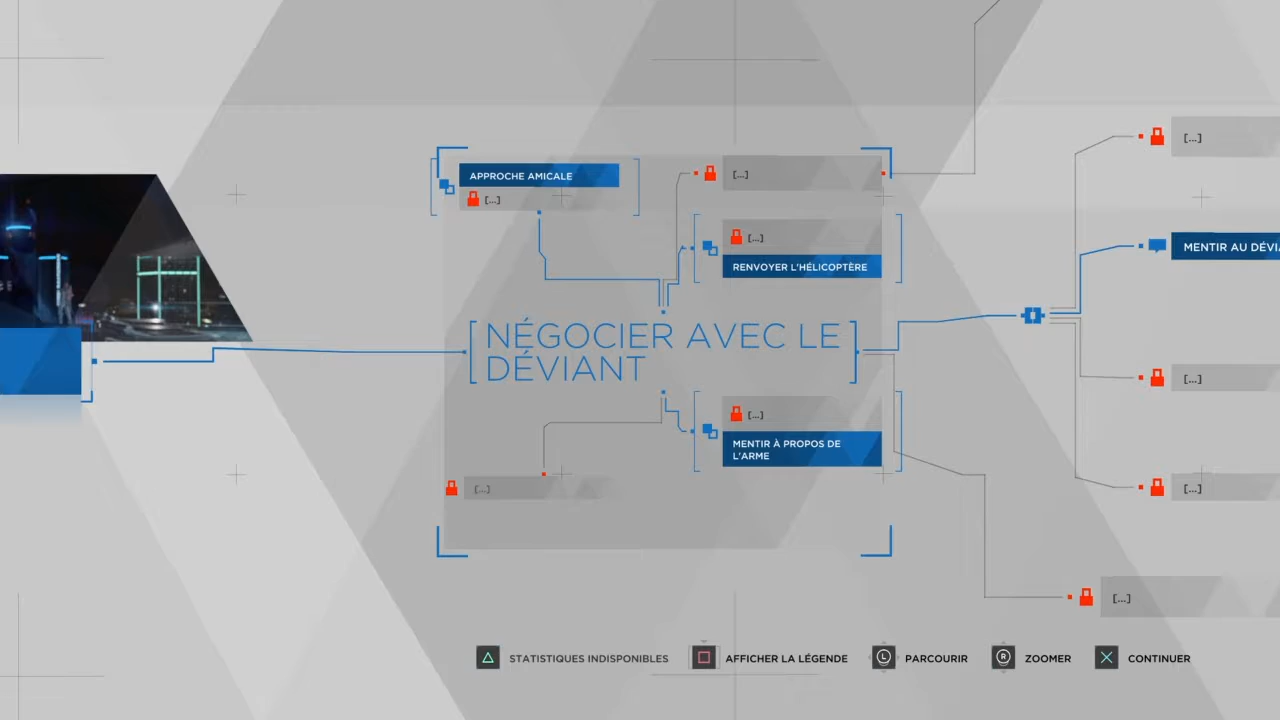 [...]
APPROCHE AMICALE
[...]
[...]
[...]
RENVOYER L'HÉLICOPTÈRE
MENTIR AU DÉVIA
NÉGOCIER AVEC LE
DÉVIANT
[...]
[...]
MENTIR À PROPOS DE
L'ARME
[...]
[...]
[...]
STATISTIQUES INDISPONIBLES
AFFICHER LA LÉGENDE
L
PARCOURIR
R
ZOOMER
CONTINUER